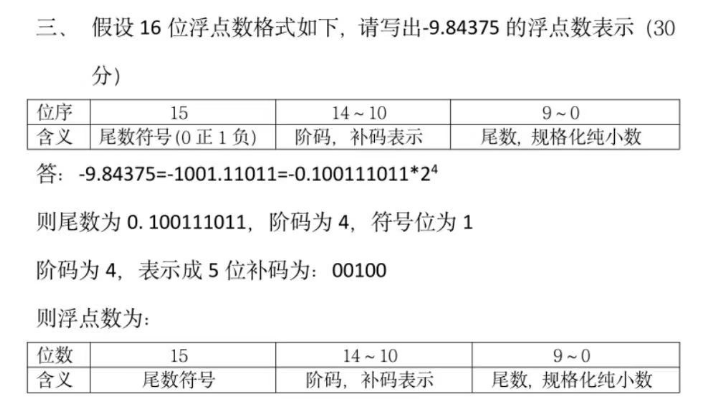 三、 假设 16 位浮点数格式如下，请写出-9.84375 的浮点数表示（30
分）
位序 15 14～10 9～0
含义 尾数符号(0 正 1 负) 阶码，补码表示 尾数, 规格化纯小数
答：-9.84375=-1001.11011=-0.100111011*2⁴
则尾数为 0. 100111011，阶码为 4，符号位为 1
阶码为 4，表示成 5 位补码为：00100
则浮点数为：
位数 15 14～10 9～0
含义 尾数符号 阶码，补码表示 尾数, 规格化纯小数